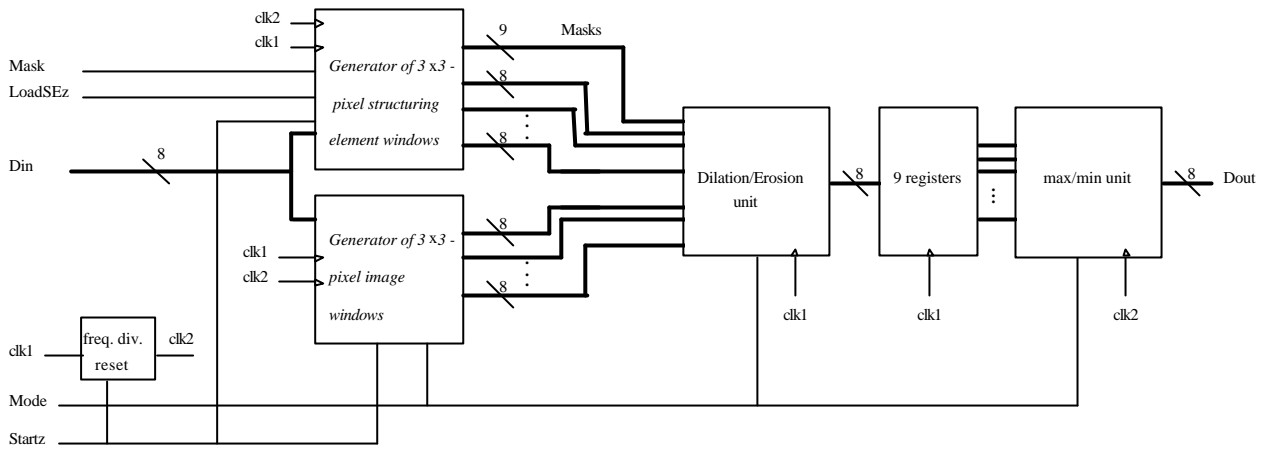 clk2
clk1
9
Masks
Mask
LoadSEz
Generator of 3 x3 -
pixel structuring
element windows
8
8
Din
8
Dilation/Erosion
unit
8
9 registers
max/min unit
8
Dout
Generator of 3 x3 -
pixel image
windows
8
8
clk1
clk2
clk1
clk1
clk2
clk1
freq. div.
reset
clk2
Mode
Startz